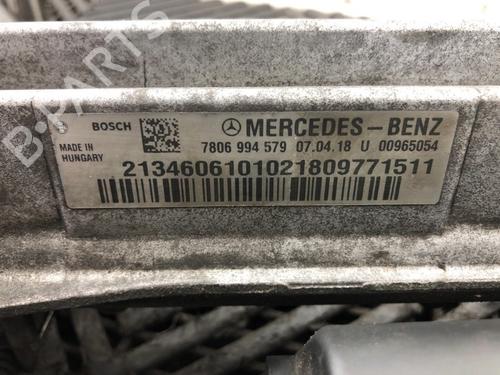 B-PARTS
BOSCH
MERCEDES-BENZ
MADE IN
HUNGARY
7806 994 579 07.04.18 U 00965054
2134606101021809771511